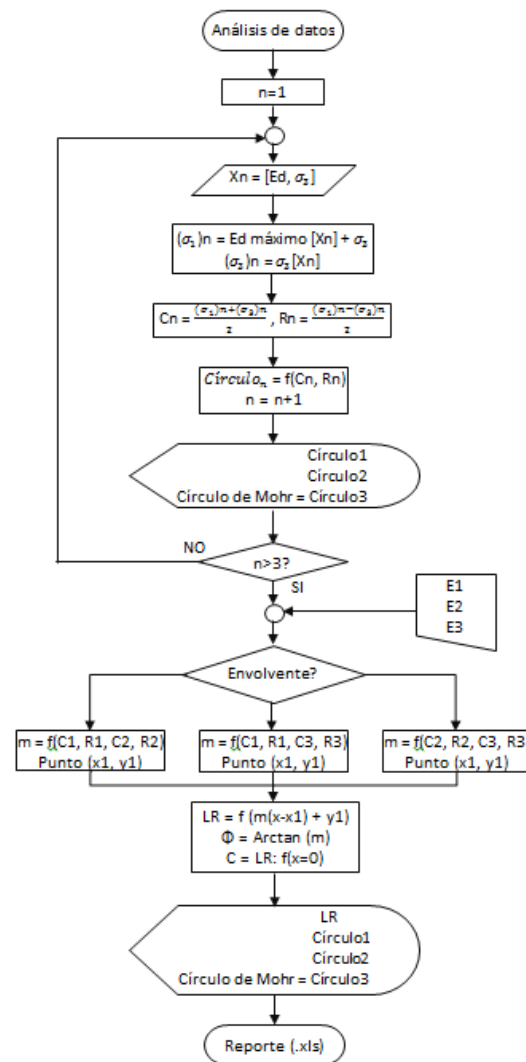 Análisis de datos
n=1
Xn = [Ed, σ₃]
(σ₁)n = Ed máximo [Xn] + σ₃
(σ₃)n = σ₃[Xn]
Cn = ((σ₁)n+(σ₃)n)/2 , Rn = ((σ₁)n−(σ₃)n)/2
Círculoₙ = f(Cn, Rn)
n = n+1
Círculo1
Círculo2
Círculo de Mohr = Círculo3
NO
n>3?
SI
E1
E2
E3
Envolvente?
m = f(C1, R1, C2, R2)
Punto (x1, y1)
m = f(C1, R1, C3, R3)
Punto (x1, y1)
m = f(C2, R2, C3, R3
Punto (x1, y1)
LR = f (m(x-x1) + y1)
Φ = Arctan (m)
C = LR: f(x=0)
LR
Círculo1
Círculo2
Círculo de Mohr = Círculo3
Reporte (.xls)